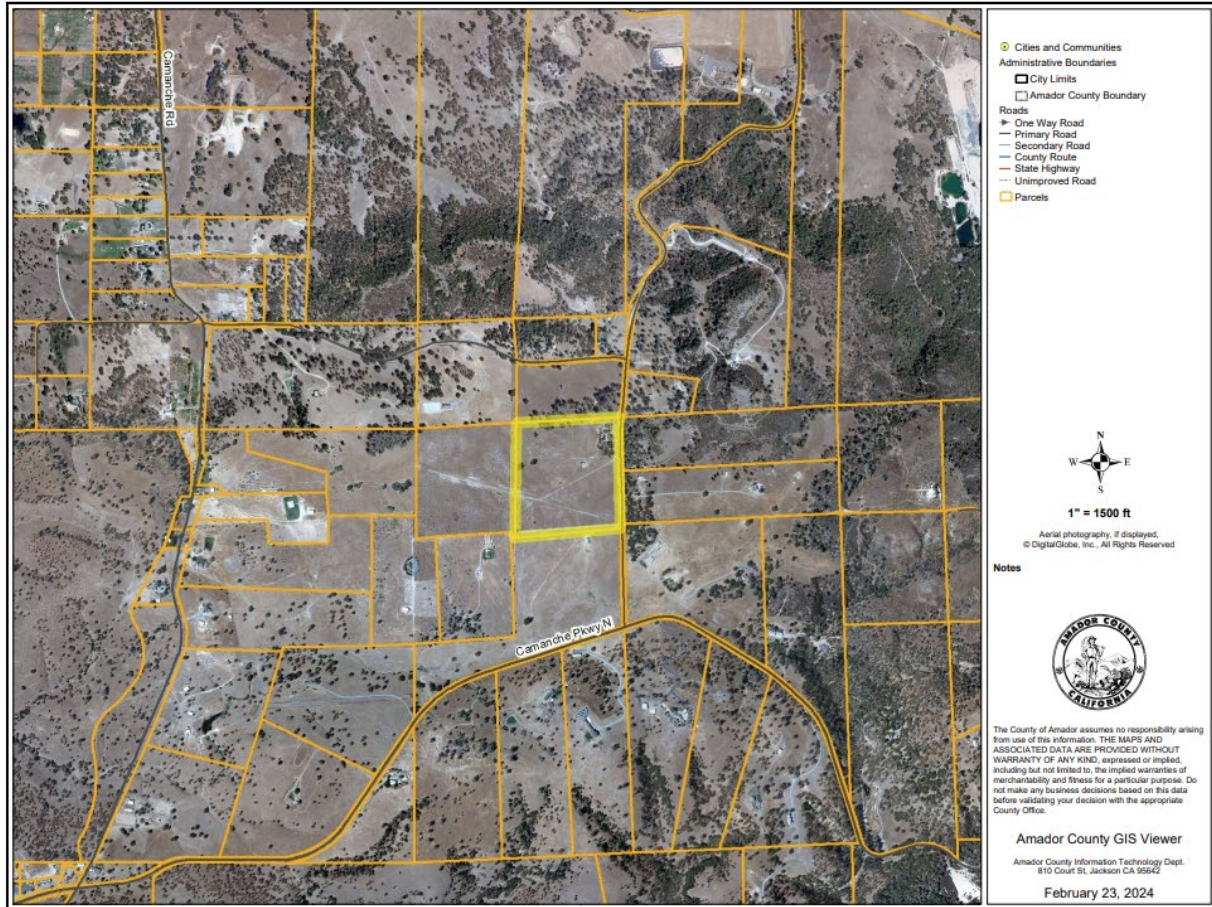 Camanche Rd
Camanche Pkwy N
Cities and Communities
Administrative Boundaries
City Limits
Amador County Boundary
Roads
One Way Road
Primary Road
Secondary Road
County Route
State Highway
Unimproved Road
Parcels
N
W E
S
1" = 1500 ft
Aerial photography, if displayed,
© DigitalGlobe, Inc., All Rights Reserved
Notes
AMADOR COUNTY
CALIFORNIA
The County of Amador assumes no responsibility arising
from use of this information. THE MAPS AND
ASSOCIATED DATA ARE PROVIDED WITHOUT
WARRANTY OF ANY KIND, expressed or implied,
including but not limited to, the implied warranties of
merchantability and fitness for a particular purpose. Do
not make any business decisions based on this data
before validating your decision with the appropriate
County Office.
Amador County GIS Viewer
Amador County Information Technology Dept.
810 Court St, Jackson CA 95642
February 23, 2024